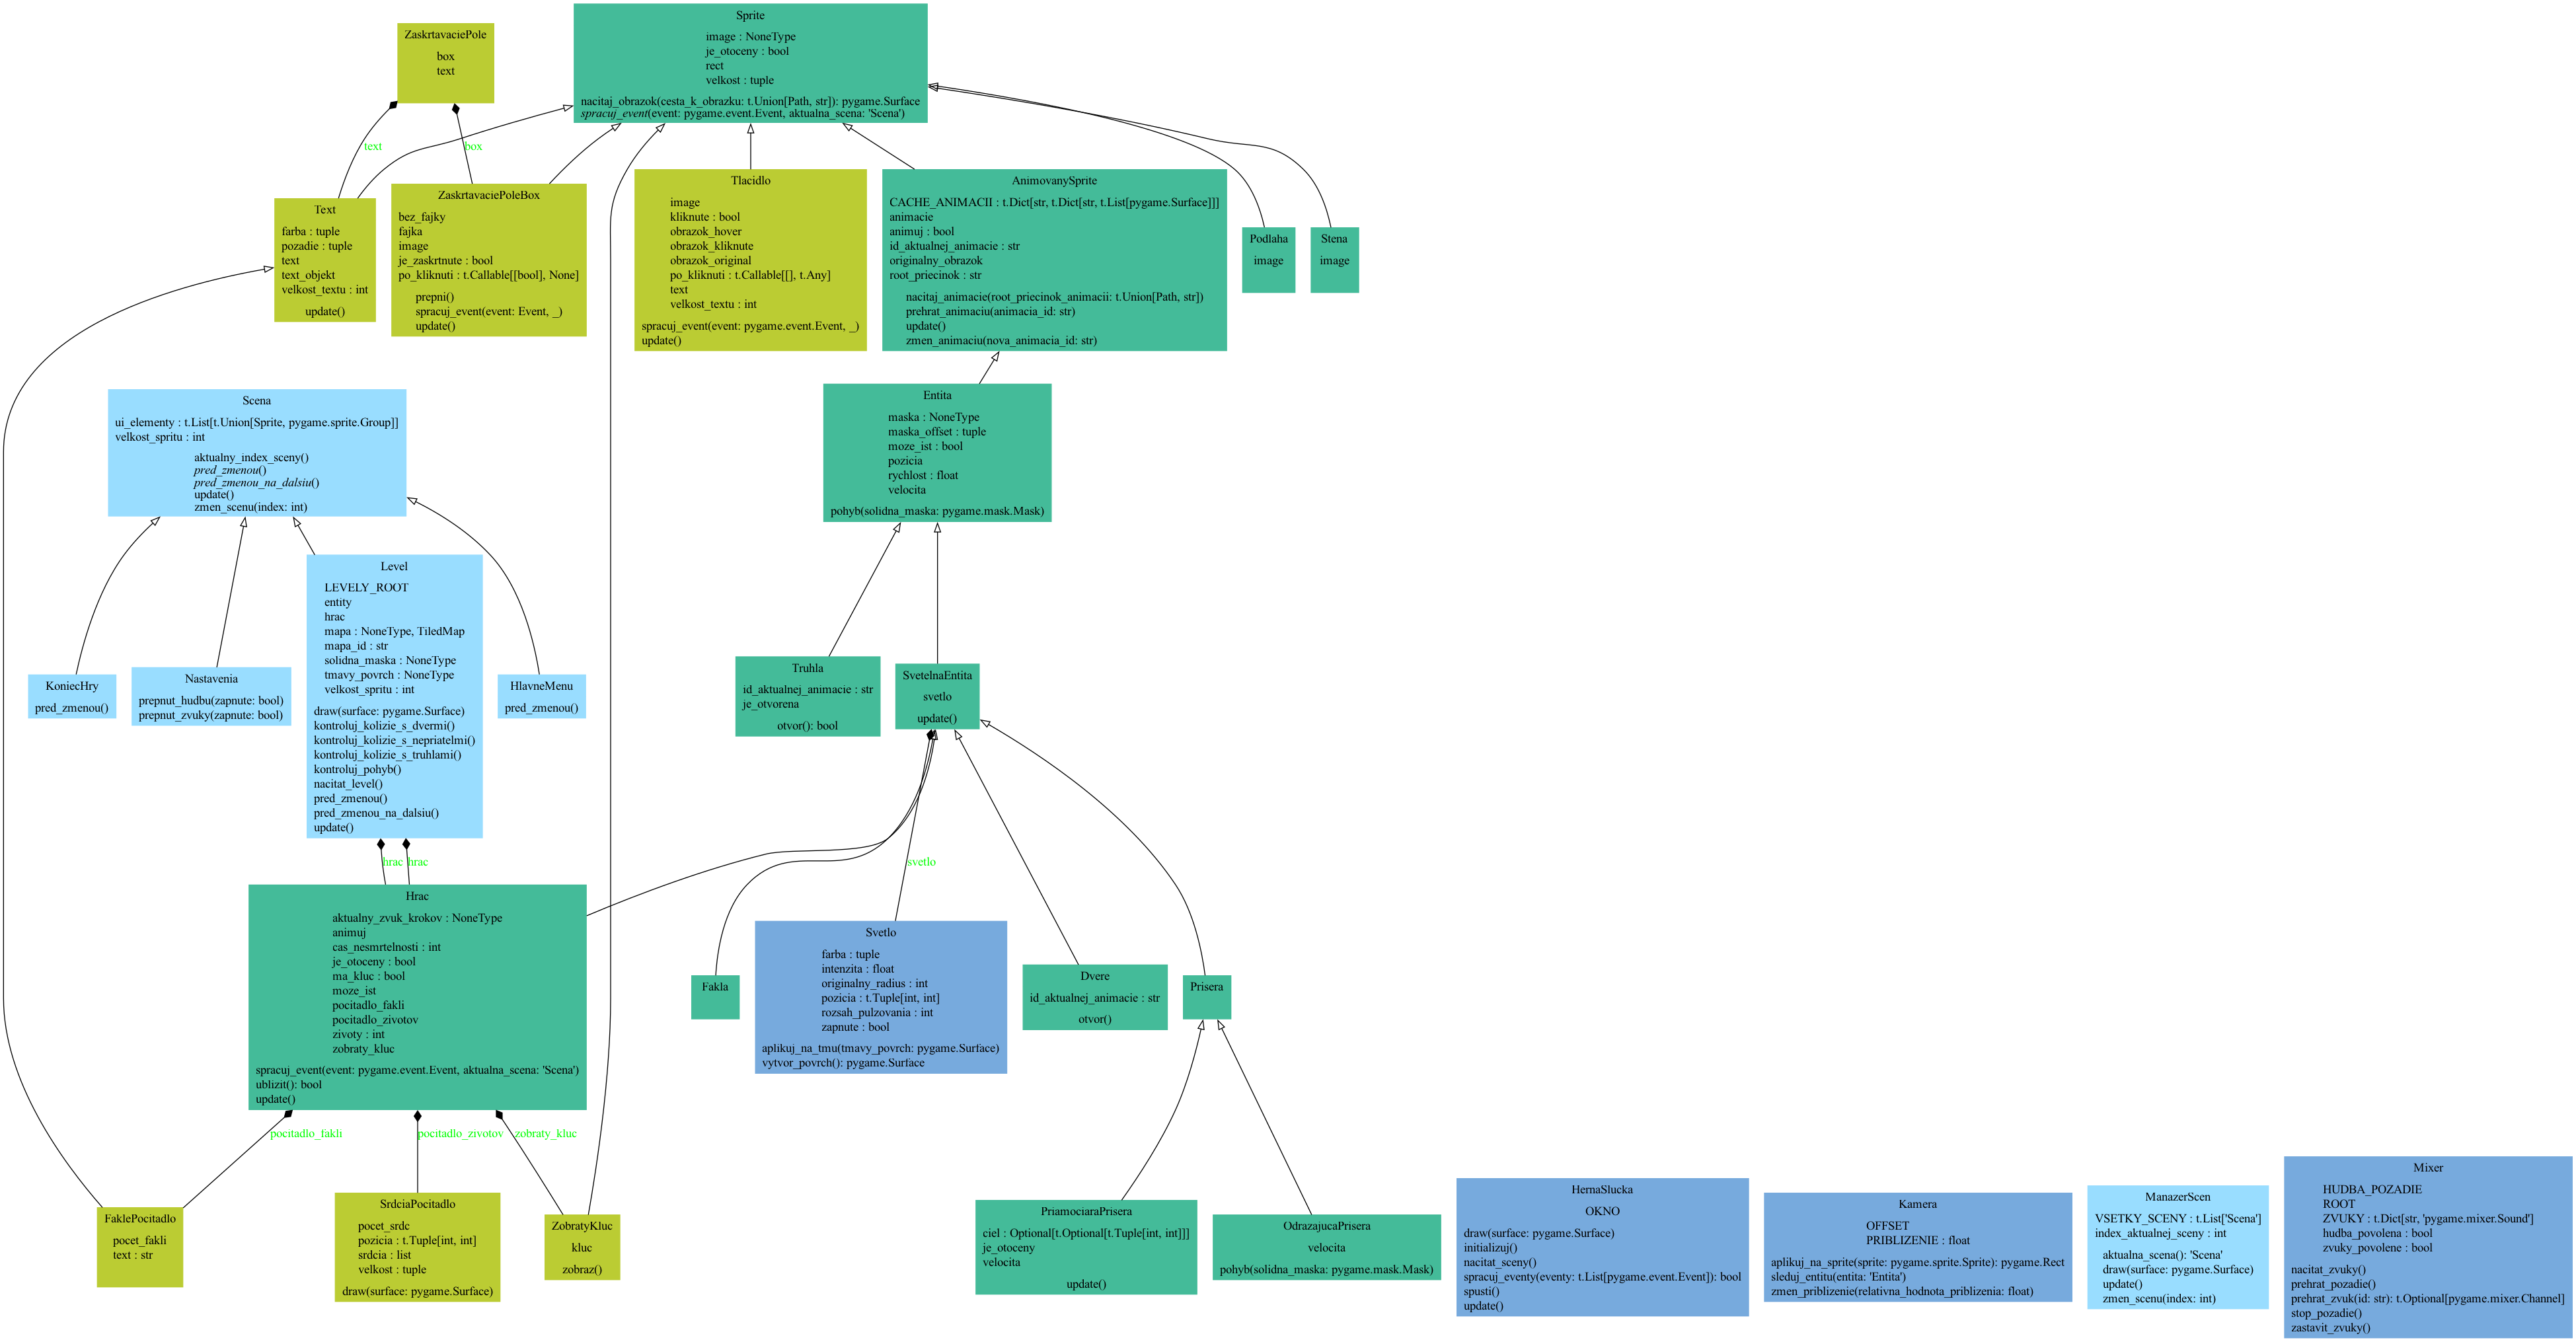 ZaskrtavaciePole
box
text
Sprite
image : NoneType
je_otoceny : bool
rect
velkost : tuple
nacitaj_obrazok(cesta_k_obrazku: t.Union[Path, str]): pygame.Surface
spracuj_event(event: pygame.event.Event, aktualna_scena: 'Scena')
text
box
Text
farba : tuple
pozadie : tuple
text
text_objekt
velkost_textu : int
update()
ZaskrtavaciePoleBox
bez_fajky
fajka
image
je_zaskrtnute : bool
po_kliknuti : t.Callable[[bool], None]
prepni()
spracuj_event(event: Event, _)
update()
Tlacidlo
image
kliknute : bool
obrazok_hover
obrazok_kliknute
obrazok_original
po_kliknuti : t.Callable[[], t.Any]
text
velkost_textu : int
spracuj_event(event: pygame.event.Event, _)
update()
AnimovanySprite
CACHE_ANIMACII : t.Dict[str, t.Dict[str, t.List[pygame.Surface]]]
animacie
animuj : bool
id_aktualnej_animacie : str
originalny_obrazok
root_priecinok : str
nacitaj_animacie(root_priecinok_animacii: t.Union[Path, str])
prehrat_animaciu(animacia_id: str)
update()
zmen_animaciu(nova_animacia_id: str)
Podlaha
image
Stena
image
Scena
ui_elementy : t.List[t.Union[Sprite, pygame.sprite.Group]]
velkost_spritu : int
aktualny_index_sceny()
pred_zmenou()
pred_zmenou_na_dalsiu()
update()
zmen_scenu(index: int)
Entita
maska : NoneType
maska_offset : tuple
moze_ist : bool
pozicia
rychlost : float
velocita
pohyb(solidna_maska: pygame.mask.Mask)
KoniecHry
pred_zmenou()
Nastavenia
prepnut_hudbu(zapnute: bool)
prepnut_zvuky(zapnute: bool)
Level
LEVELY_ROOT
entity
hrac
mapa : NoneType, TiledMap
mapa_id : str
solidna_maska : NoneType
tmavy_povrch : NoneType
velkost_spritu : int
draw(surface: pygame.Surface)
kontroluj_kolizie_s_dvermi()
kontroluj_kolizie_s_nepriatelmi()
kontroluj_kolizie_s_truhlami()
kontroluj_pohyb()
nacitat_level()
pred_zmenou()
pred_zmenou_na_dalsiu()
update()
HlavneMenu
pred_zmenou()
Truhla
id_aktualnej_animacie : str
je_otvorena
otvor(): bool
SvetelnaEntita
svetlo
update()
hrac
hrac
svetlo
Hrac
aktualny_zvuk_krokov : NoneType
animuj
cas_nesmrtelnosti : int
je_otoceny : bool
ma_kluc : bool
moze_ist
pocitadlo_fakli
pocitadlo_zivotov
zivoty : int
zobraty_kluc
spracuj_event(event: pygame.event.Event, aktualna_scena: 'Scena')
ublizit(): bool
update()
Fakla
Svetlo
farba : tuple
intenzita : float
originalny_radius : int
pozicia : t.Tuple[int, int]
rozsah_pulzovania : int
zapnute : bool
aplikuj_na_tmu(tmavy_povrch: pygame.Surface)
vytvor_povrch(): pygame.Surface
Dvere
id_aktualnej_animacie : str
otvor()
Prisera
pocitadlo_fakli
pocitadlo_zivotov
zobraty_kluc
FaklePocitadlo
pocet_fakli
text : str
SrdciaPocitadlo
pocet_srdc
pozicia : t.Tuple[int, int]
srdcia : list
velkost : tuple
draw(surface: pygame.Surface)
ZobratyKluc
kluc
zobraz()
PriamociaraPrisera
ciel : Optional[t.Optional[t.Tuple[int, int]]]
je_otoceny
velocita
update()
OdrazajucaPrisera
velocita
pohyb(solidna_maska: pygame.mask.Mask)
HernaSlucka
OKNO
draw(surface: pygame.Surface)
initializuj()
nacitat_sceny()
spracuj_eventy(eventy: t.List[pygame.event.Event]): bool
spusti()
update()
Kamera
OFFSET
PRIBLIZENIE : float
aplikuj_na_sprite(sprite: pygame.sprite.Sprite): pygame.Rect
sleduj_entitu(entita: 'Entita')
zmen_priblizenie(relativna_hodnota_priblizenia: float)
ManazerScen
VSETKY_SCENY : t.List['Scena']
index_aktualnej_sceny : int
aktualna_scena(): 'Scena'
draw(surface: pygame.Surface)
update()
zmen_scenu(index: int)
Mixer
HUDBA_POZADIE
ROOT
ZVUKY : t.Dict[str, 'pygame.mixer.Sound']
hudba_povolena : bool
zvuky_povolene : bool
nacitat_zvuky()
prehrat_pozadie()
prehrat_zvuk(id: str): t.Optional[pygame.mixer.Channel]
stop_pozadie()
zastavit_zvuky()